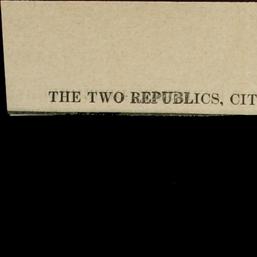 THE TWO REPUBLICS, CIT